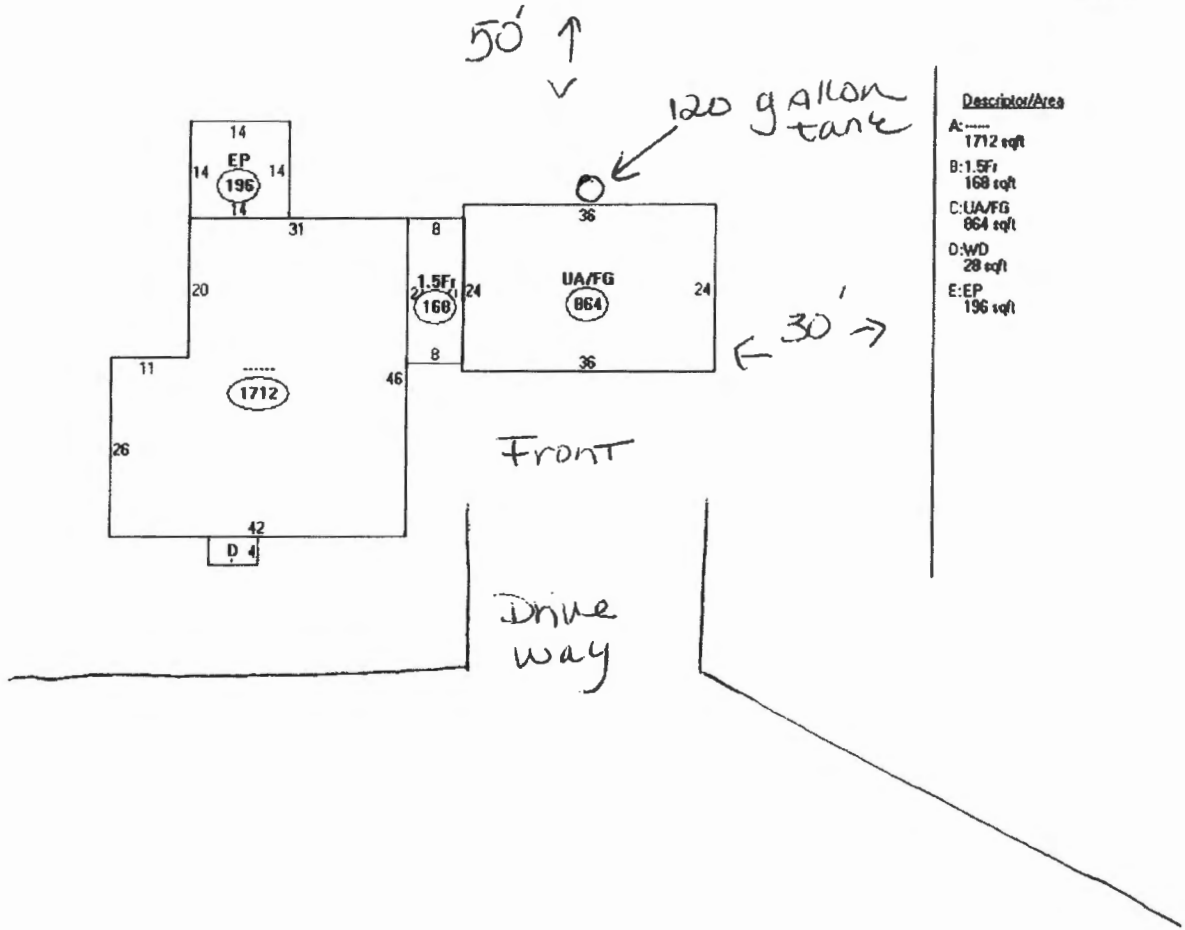 50'
120 gallon
tank
14
EP
14 14
196
14
31
36
8
20
1.5Fr
21 21
168
24
UA/FG
864
24
8
36
30'
11
------
1712
46
26
Front
42
D 4
Drive
way
Descriptor/Area
A:------
1712 sqft
B:1.5Fr
168 sqft
C:UA/FG
864 sqft
D:WD
28 sqft
E:EP
196 sqft